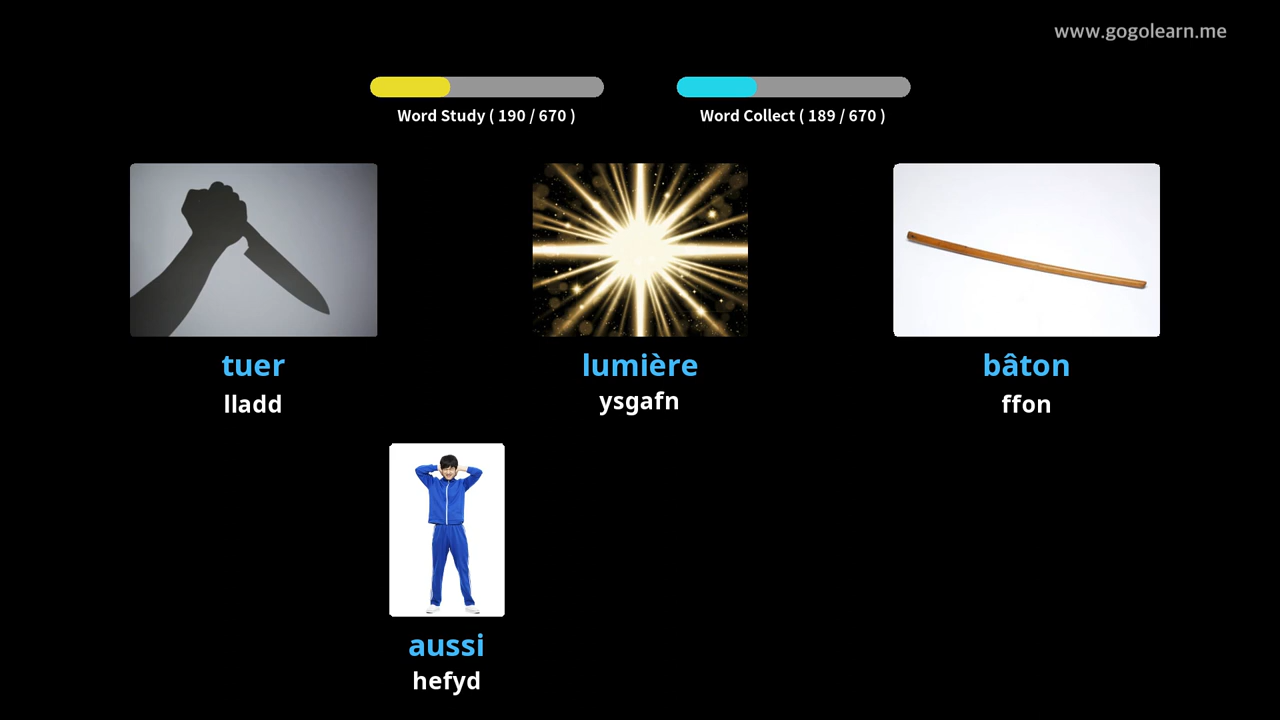 www.gogolearn.me
Word Study ( 190 / 670 )
Word Collect ( 189 / 670 )
tuer
lladd
lumière
ysgafn
bâton
ffon
aussi
hefyd